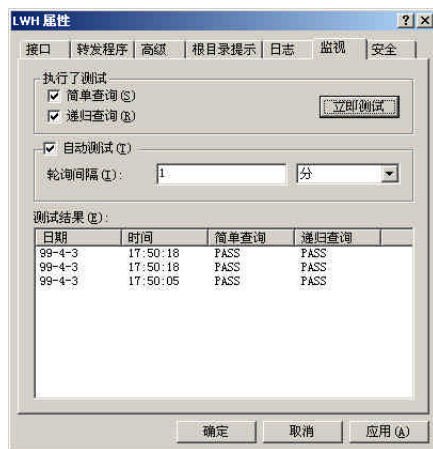 LWH 属性
接口 转发程序 高级 根目录提示 日志 监视 安全
执行了测试
简单查询(S)
立即测试
递归查询(R)
自动测试(T)
轮询间隔(I): 1 分
测试结果(E):
日期 时间 简单查询 递归查询
99-4-3 17:50:18 PASS PASS
99-4-3 17:50:18 PASS PASS
99-4-3 17:50:05 PASS PASS
确定 取消 应用(A)